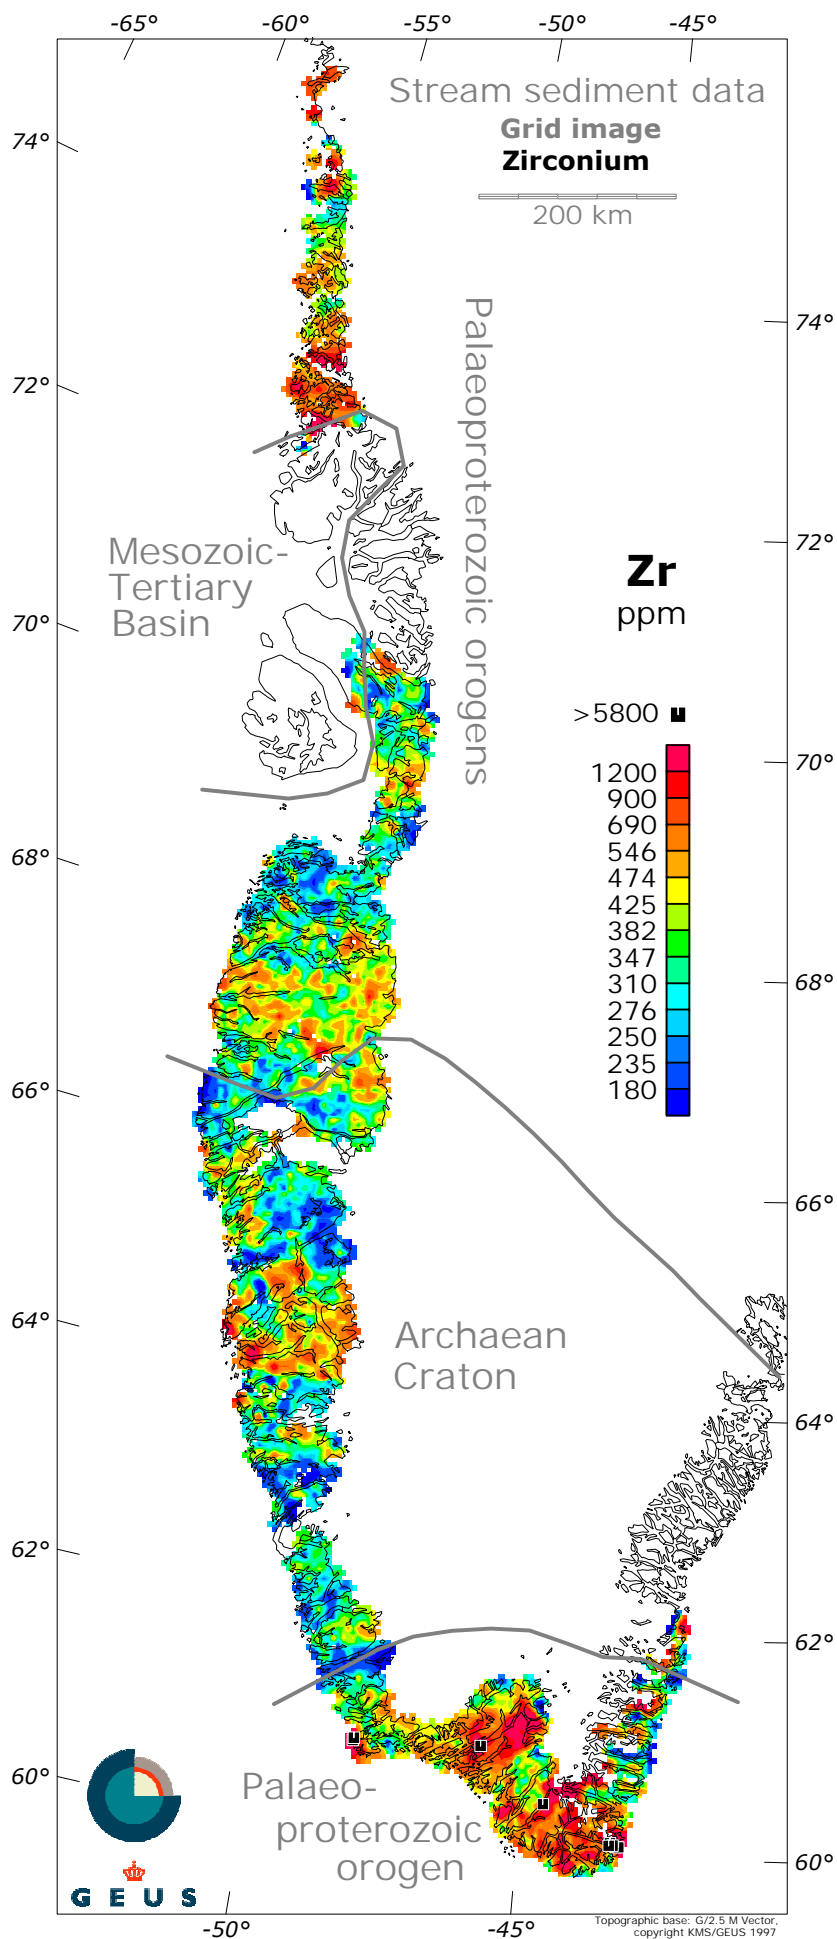 -65° -60° -55° -50° -45°
Stream sediment data
Grid image
Zirconium
200 km
74°
72°
70°
68°
66°
64°
62°
60°
74°
72°
70°
68°
66°
64°
62°
60°
Palaeoproterozoic orogens
Mesozoic-
Tertiary
Basin
Zr
ppm
>5800
1200
900
690
546
474
425
382
347
310
276
250
235
180
Archaean
Craton
Palaeo-
proterozoic
orogen
G E U S
-50° -45°
Topographic base: G/2.5 M Vector,
copyright KMS/GEUS 1997